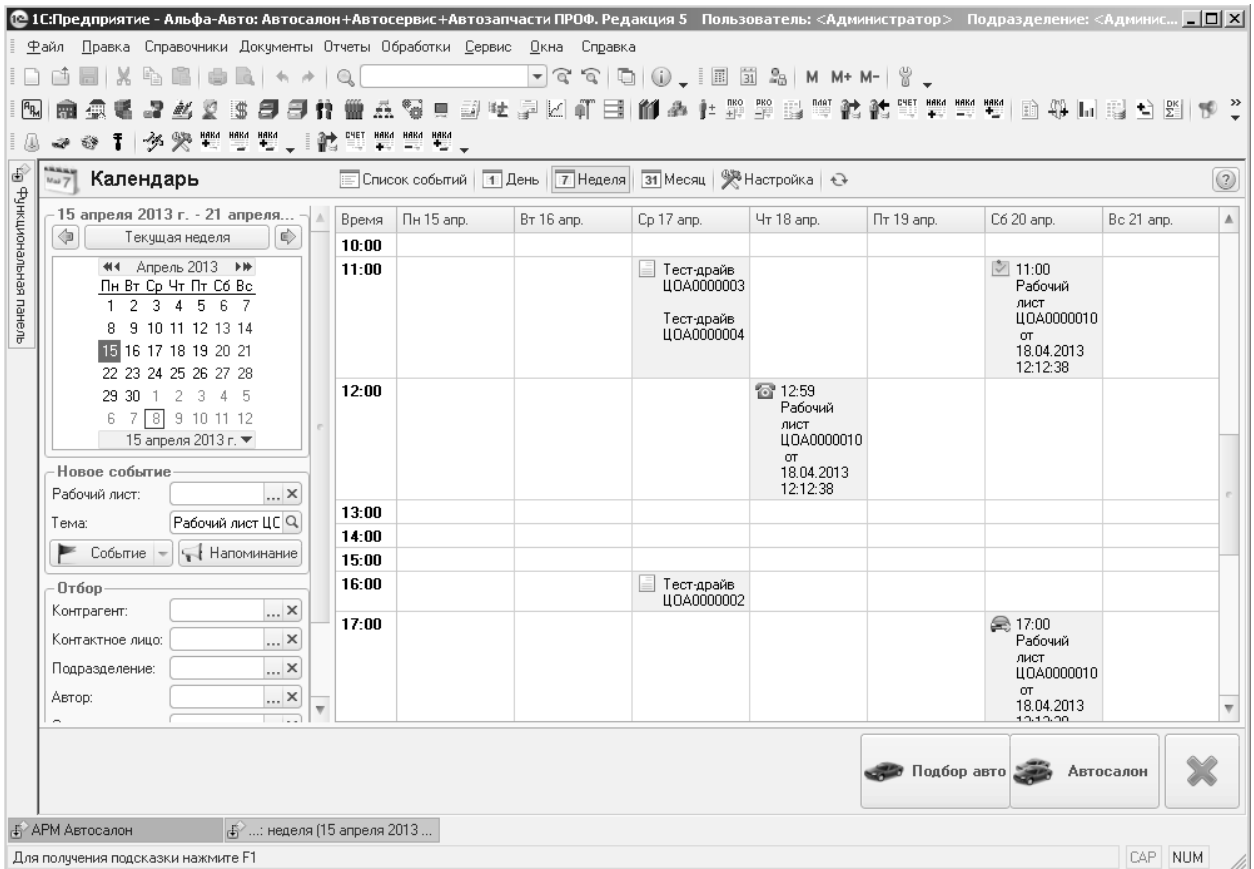 1С:Предприятие - Альфа-Авто: Автосалон+Автосервис+Автозапчасти ПРОФ. Редакция 5 Пользователь: <Администратор> Подразделение: <Админис...
Файл Правка Справочники Документы Отчеты Обработки Сервис Окна Справка
M M+ M-
Функциональная панель
Календарь
Список событий 1 День 7 Неделя 31 Месяц Настройка
15 апреля 2013 г. - 21 апреля...
Текущая неделя
Апрель 2013
Пн Вт Ср Чт Пт Сб Вс
1 2 3 4 5 6 7
8 9 10 11 12 13 14
15 16 17 18 19 20 21
22 23 24 25 26 27 28
29 30 1 2 3 4 5
6 7 8 9 10 11 12
15 апреля 2013 г.
Новое событие
Рабочий лист: ...
Тема: Рабочий лист ЦС
Событие Напоминание
Отбор
Контрагент: ...
Контактное лицо: ...
Подразделение: ...
Автор: ...
Время Пн 15 апр. Вт 16 апр. Ср 17 апр. Чт 18 апр. Пт 19 апр. Сб 20 апр. Вс 21 апр.
10:00
11:00
Тест-драйв
ЦОА0000003
Тест-драйв
ЦОА0000004
11:00
Рабочий
лист
ЦОА0000010
от
18.04.2013
12:12:38
12:00
12:59
Рабочий
лист
ЦОА0000010
от
18.04.2013
12:12:38
13:00
14:00
15:00
16:00
Тест-драйв
ЦОА0000002
17:00
17:00
Рабочий
лист
ЦОА0000010
от
18.04.2013
Подбор авто Автосалон
АРМ Автосалон ...: неделя (15 апреля 2013 ...
Для получения подсказки нажмите F1 CAP NUM